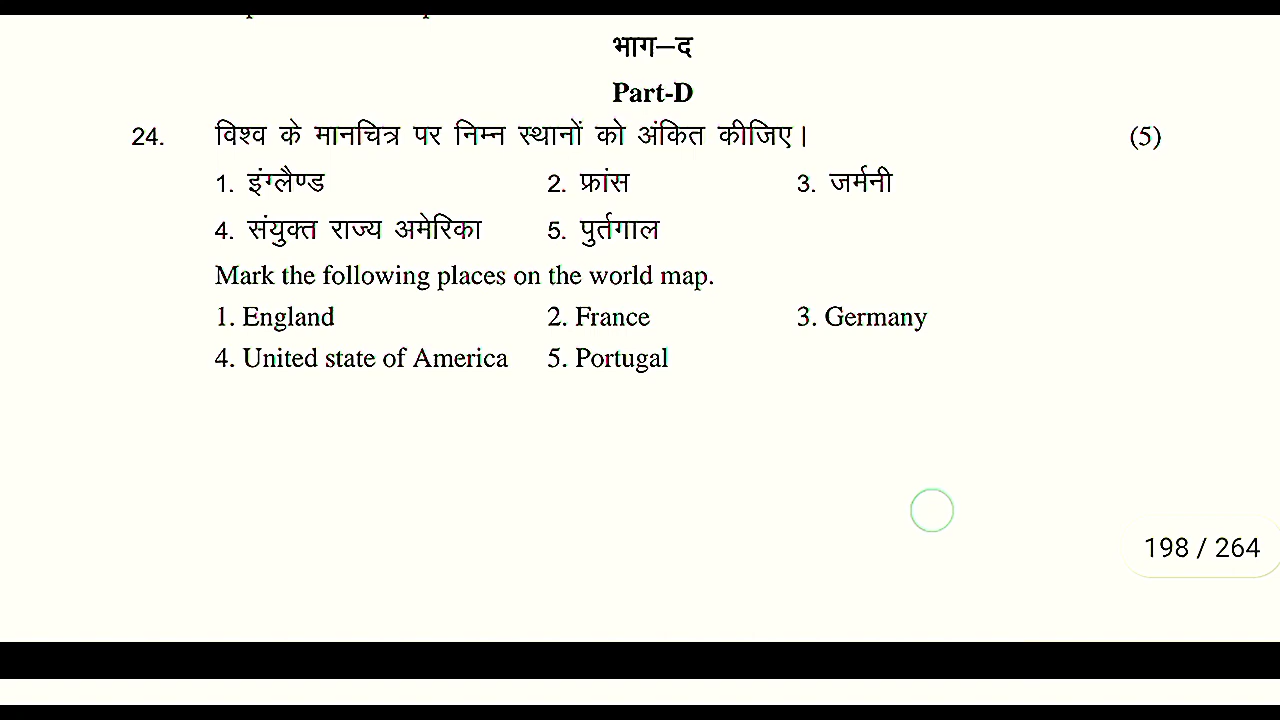 भाग–द
Part-D
24. विश्व के मानचित्र पर निम्न स्थानों को अंकित कीजिए। (5)
1. इंग्लैण्ड 2. फ्रांस 3. जर्मनी
4. संयुक्त राज्य अमेरिका 5. पुर्तगाल
Mark the following places on the world map.
1. England 2. France 3. Germany
4. United state of America 5. Portugal
198 / 264